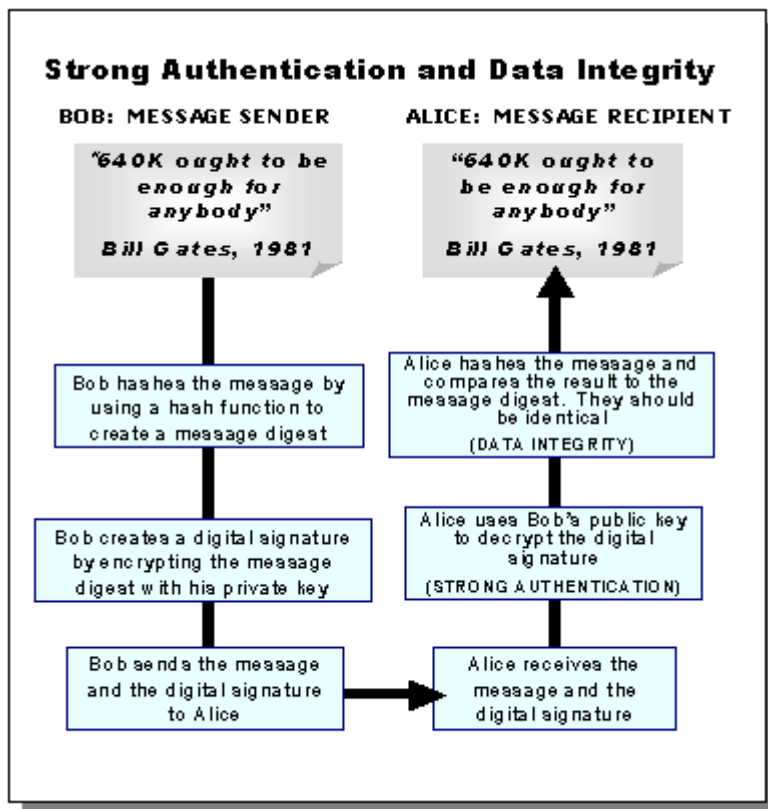 Strong Authentication and Data Integrity
BOB: MESSAGE SENDER
"640K ought to be
enough for
anybody”
Bill Gates, 1981
Bob hashes the message by
using a hash function to
create a message digest
Bob creates a digital signature
by encrypting the message
digest with his private key
Bob sends the message
and the digital signature
to Alice
ALICE: MESSAGE RECIPIENT
“640K ought to
be enough for
anybody”
Bill Gates, 1981
Alice hashes the message and
compares the result to the
message digest. They should
be identical
(DATA INTEGRITY)
Alice uses Bob's public key
to decrypt the digital
signature
(STRONG AUTHENTICATION)
Alice receives the
message and the
digital signature